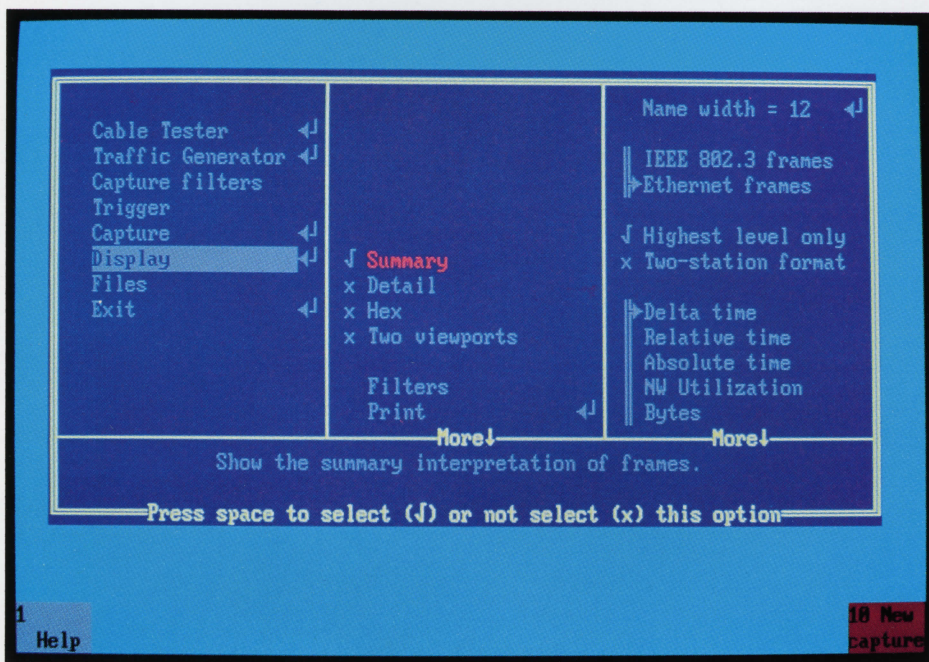 Cable Tester ◄┘
Traffic Generator ◄┘
Capture filters
Trigger
Capture ◄┘
Display ◄┘
Files
Exit ◄┘
√ Summary
x Detail
x Hex
x Two viewports
Filters
Print ◄┘
More↓
Name width = 12 ◄┘
IEEE 802.3 frames
Ethernet frames
√ Highest level only
x Two-station format
Delta time
Relative time
Absolute time
NW Utilization
Bytes
More↓
Show the summary interpretation of frames.
Press space to select (√) or not select (x) this option
1
Help
10 New
capture